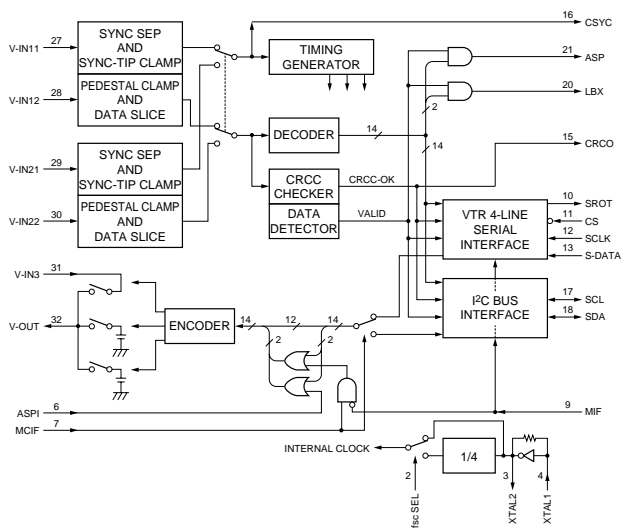 16
CSYC
27
V-IN11
SYNC SEP
AND
SYNC-TIP CLAMP
TIMING
GENERATOR
21
ASP
28
V-IN12
PEDESTAL CLAMP
AND
DATA SLICE
20
LBX
2
DECODER
14
14
15
CRCO
29
V-IN21
SYNC SEP
AND
SYNC-TIP CLAMP
CRCC
CHECKER
CRCC-OK
30
V-IN22
PEDESTAL CLAMP
AND
DATA SLICE
DATA
DETECTOR
VALID
VTR 4-LINE
SERIAL
INTERFACE
10
SROT
11
CS
12
SCLK
13
S-DATA
31
V-IN3
32
V-OUT
ENCODER
14
12
14
2
2
I2C BUS
INTERFACE
17
SCL
18
SDA
6
ASPI
7
MCIF
9
MIF
INTERNAL CLOCK
1/4
2
3
4
fsc SEL
XTAL2
XTAL1